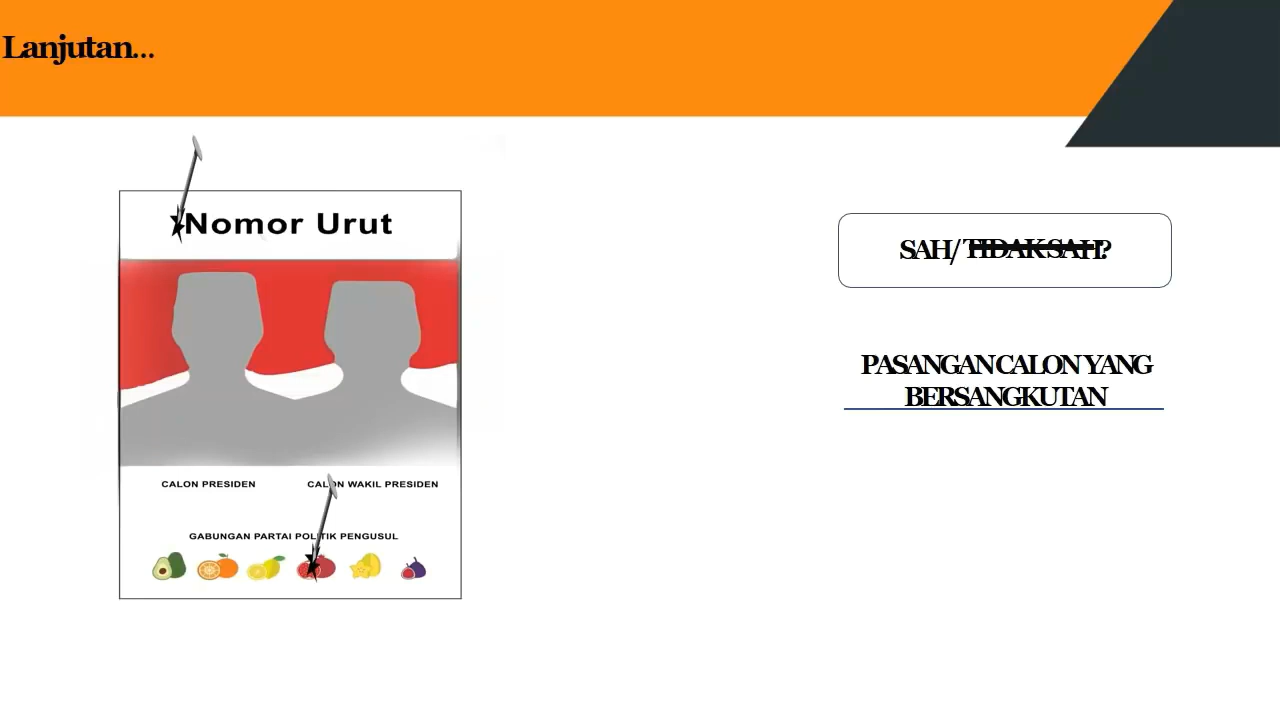 Lanjutan...
Nomor Urut
CALON PRESIDEN
CALON WAKIL PRESIDEN
GABUNGAN PARTAI POLITIK PENGUSUL
SAH/ TIDAK SAH?
PASANGAN CALON YANG
BERSANGKUTAN